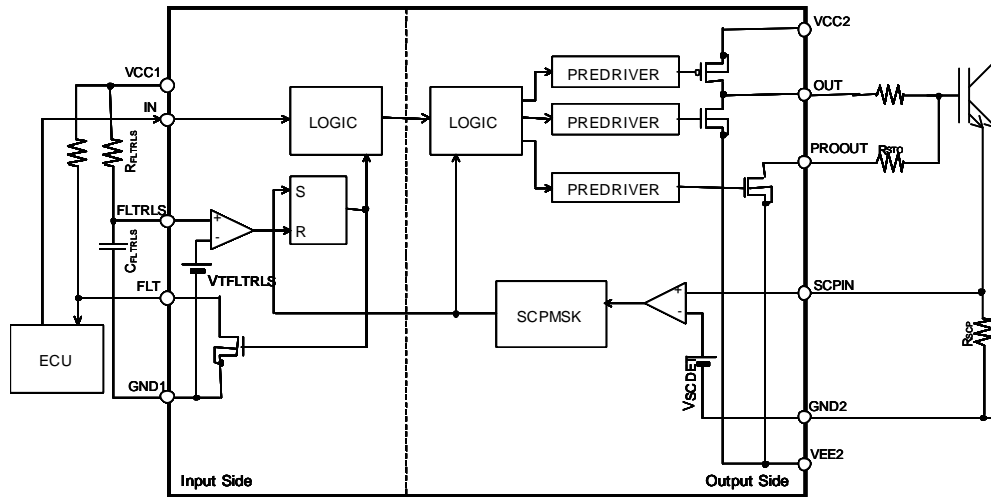 VCC1
IN
RFLTRLS
FLTRLS
CFLTRLS
FLT
ECU
GND1
LOGIC
S
R
+
-
VTFLTRLS
Input Side
LOGIC
PREDRIVER
PREDRIVER
PREDRIVER
SCPMSK
+
-
VSCDET
Output Side
VCC2
OUT
PROOUT
RSTO
SCPIN
RSCP
GND2
VEE2